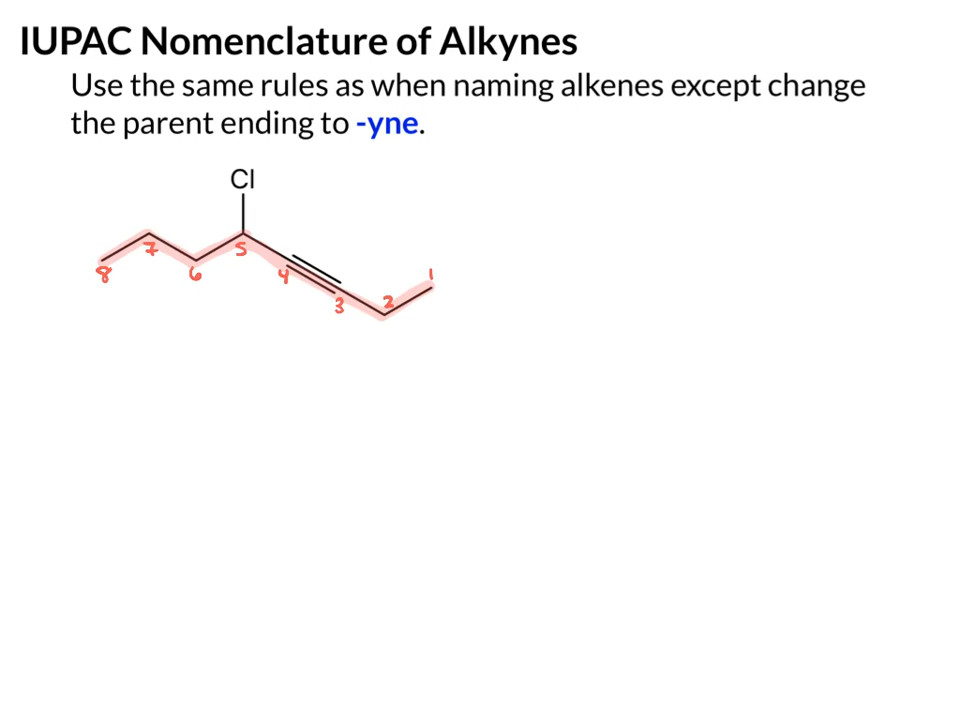 IUPAC Nomenclature of Alkynes
Use the same rules as when naming alkenes except change
the parent ending to -yne.
Cl
8 7 6 5 4 3 2 1